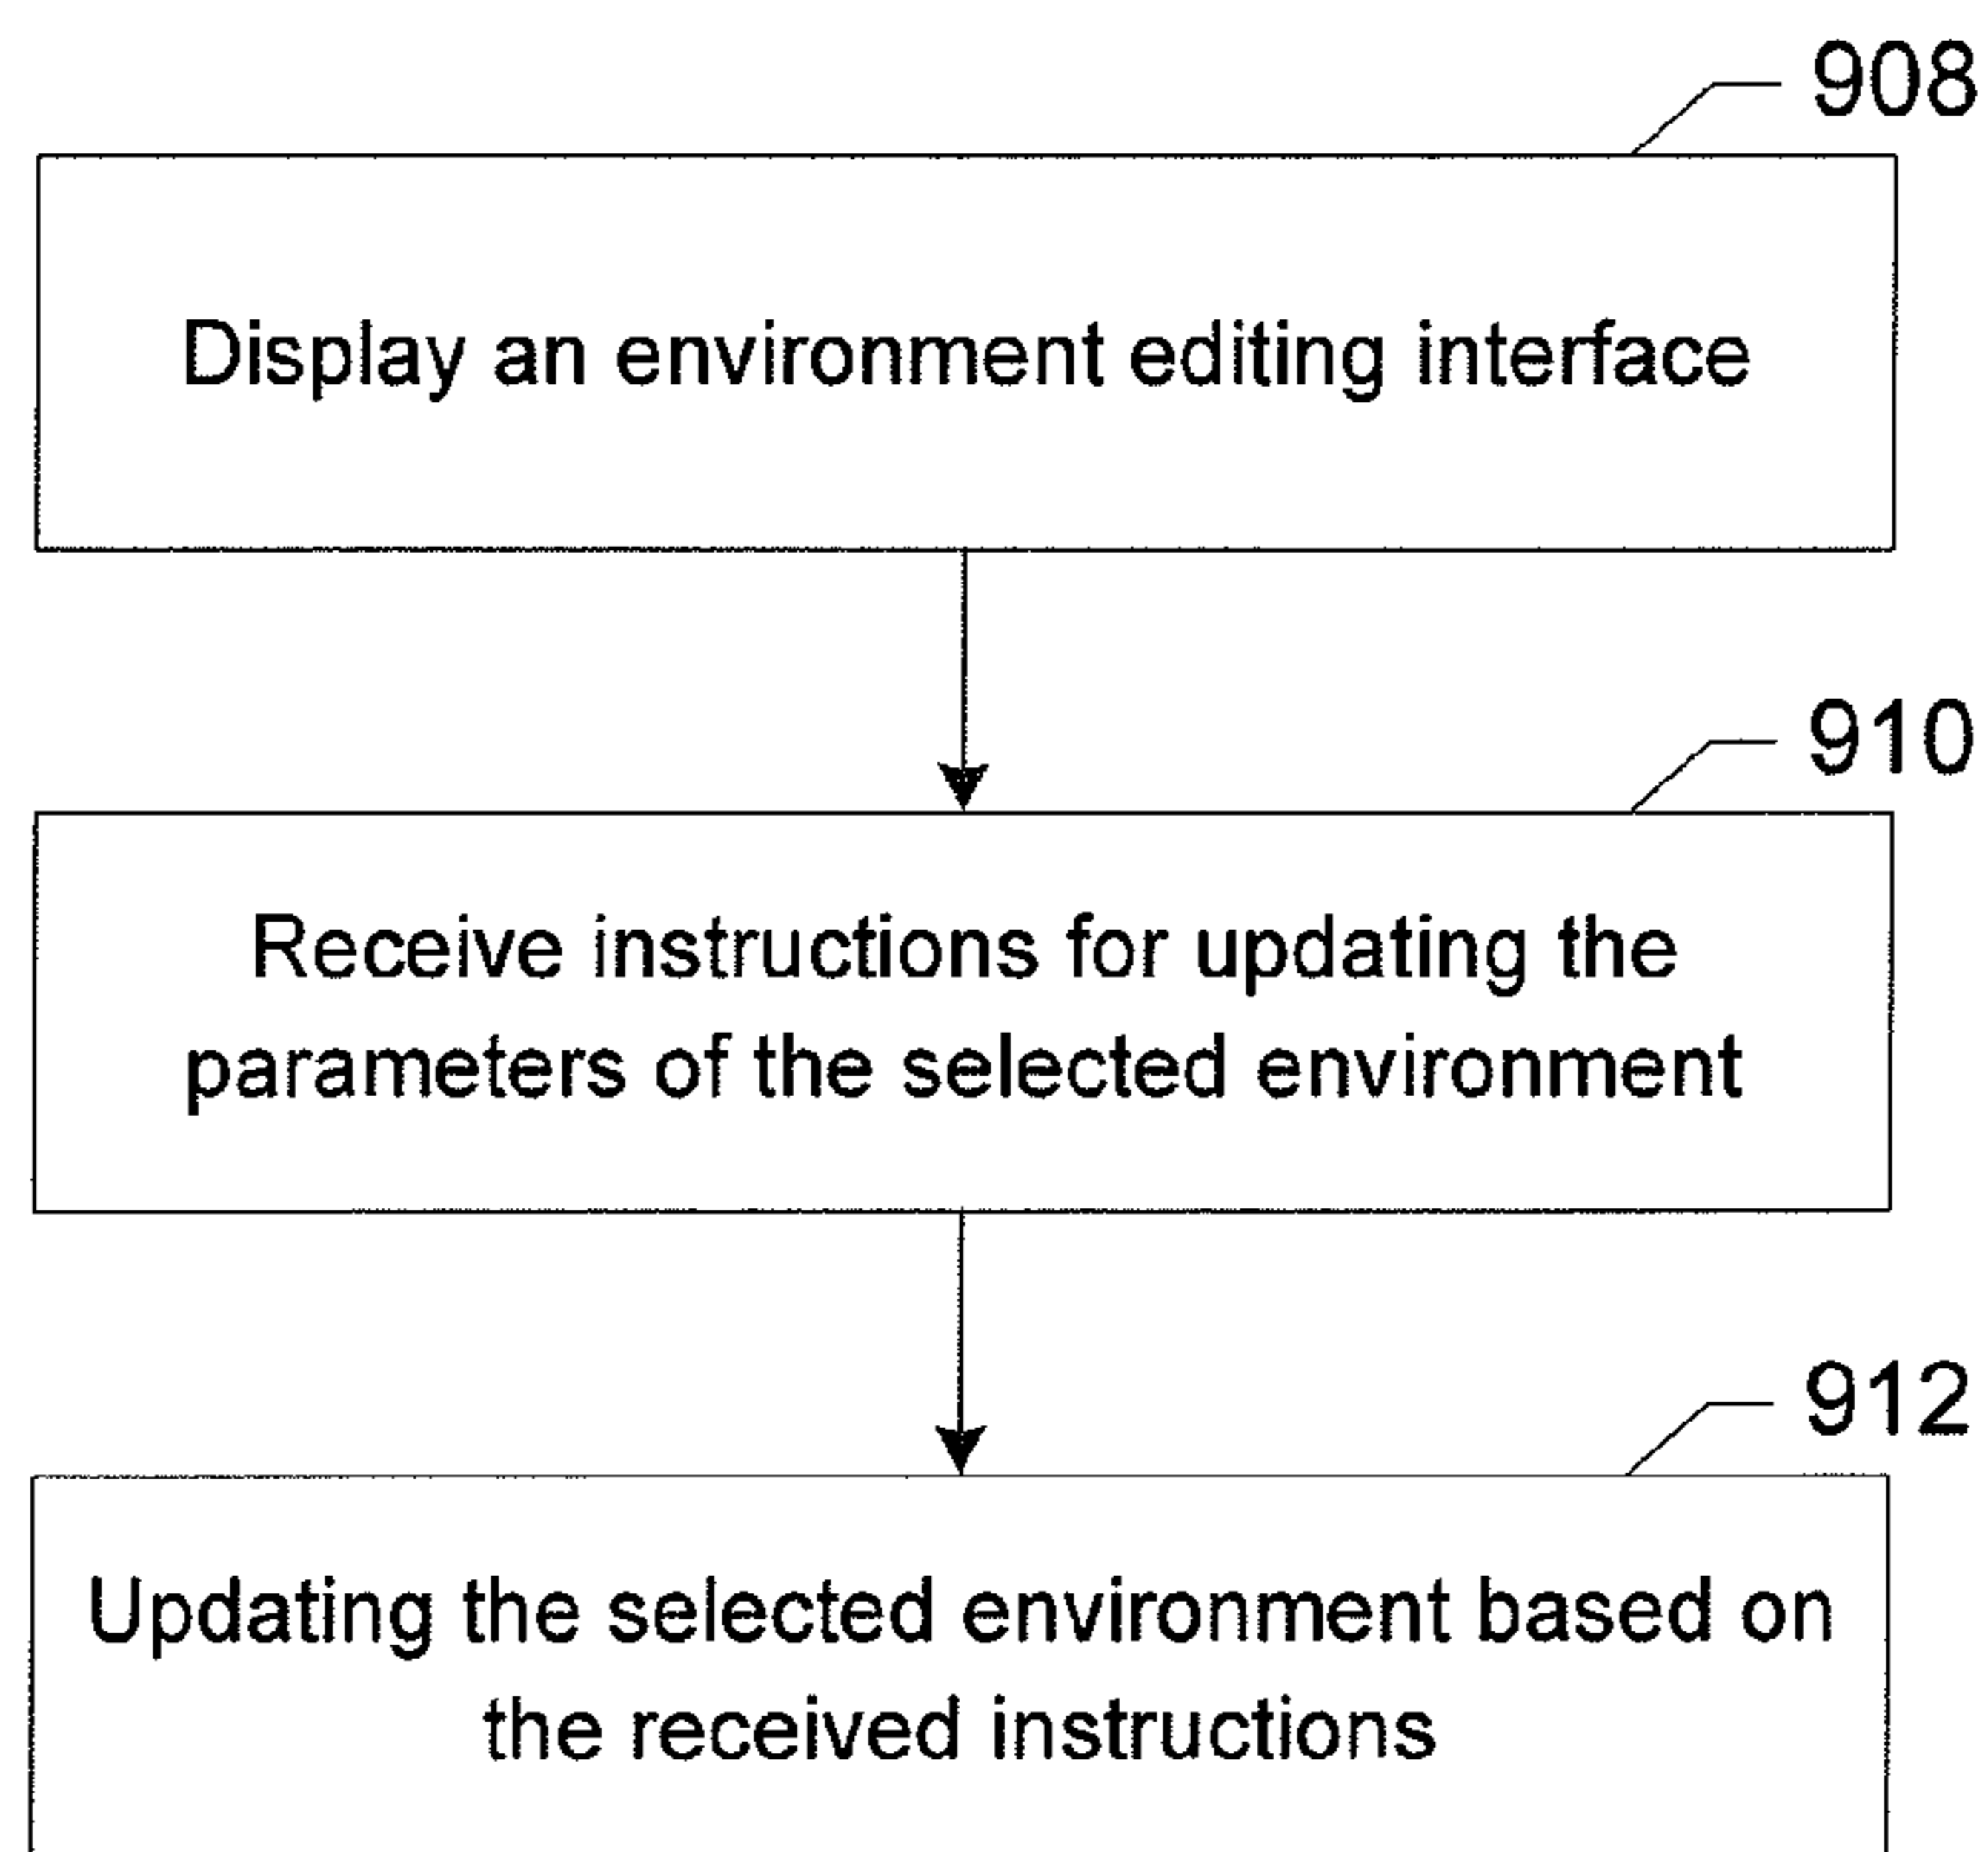 908
Display an environment editing interface
910
Receive instructions for updating the
parameters of the selected environment
912
Updating the selected environment based on
the received instructions